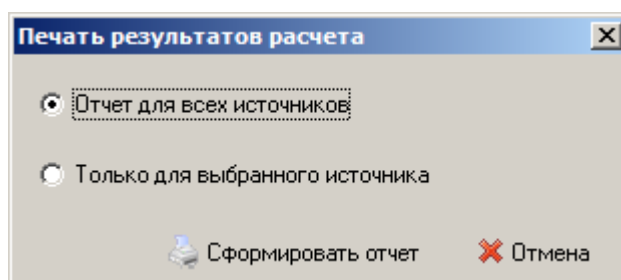 Печать результатов расчета
Отчет для всех источников
Только для выбранного источника
Сформировать отчет Отмена